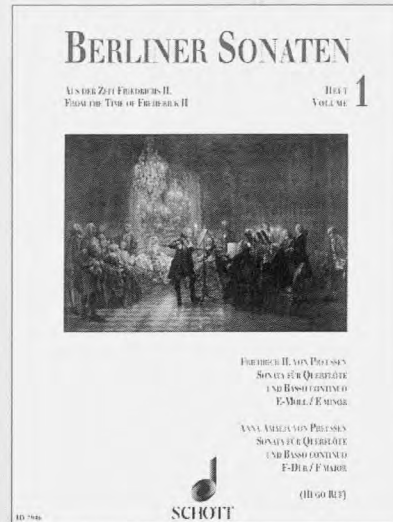 BERLINER SONATEN
AUS DER ZEIT FRIEDRICHS II.
FROM THE TIME OF FREDERICK II
HEFT
VOLUME 1
FRIEDRICH II. VON PREUSSEN
SONATA FÜR QUERFLÖTE
UND BASSO CONTINUO
E-MOLL / E MINOR
ANNA AMALIA VON PREUSSEN
SONATA FÜR QUERFLÖTE
UND BASSO CONTINUO
F-DUR / F MAJOR
(HUGO RUF)
SCHOTT